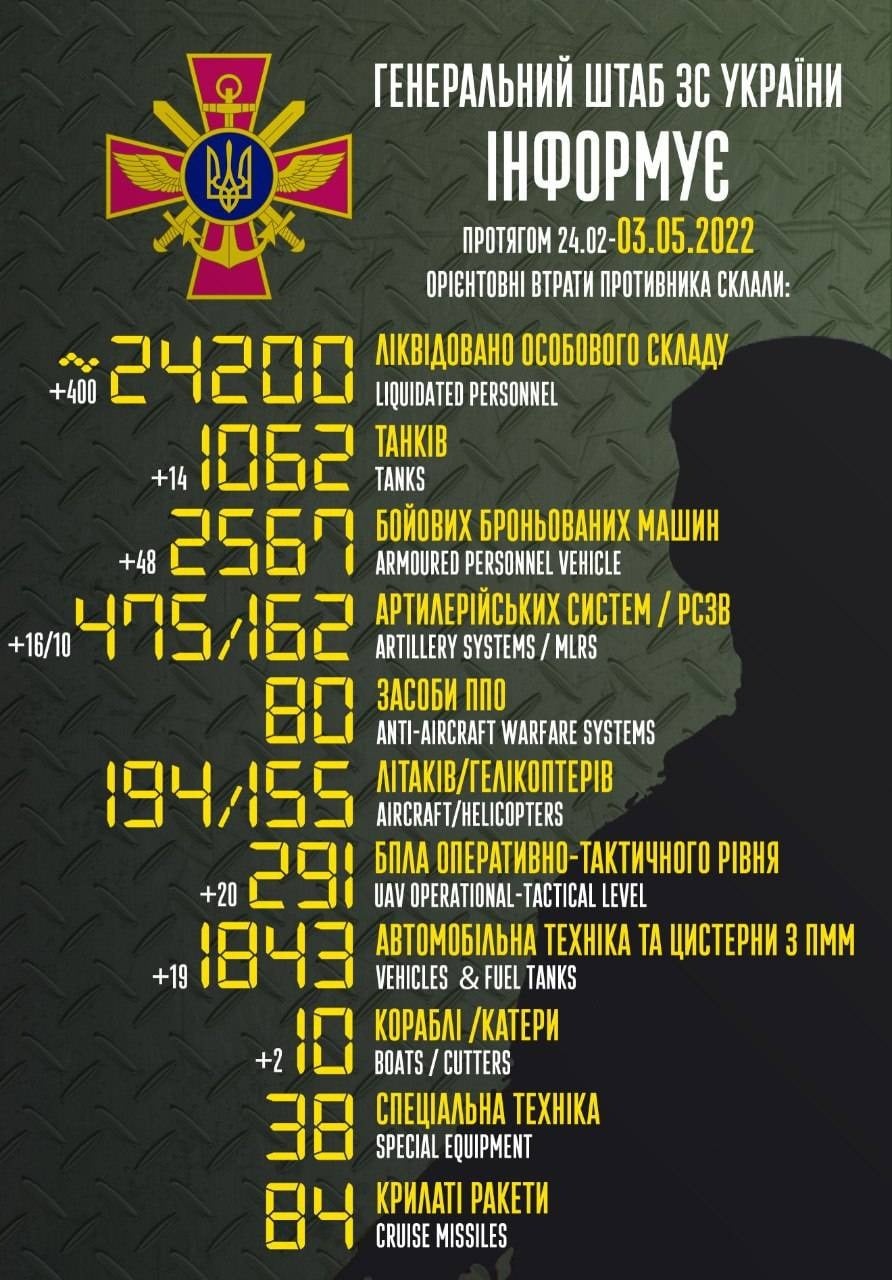 ГЕНЕРАЛЬНИЙ ШТАБ ЗС УКРАЇНИ
ІНФОРМУЄ
ПРОТЯГОМ 24.02-03.05.2022
ОРІЄНТОВНІ ВТРАТИ ПРОТИВНИКА СКЛАЛИ:
~24200 ЛІКВІДОВАНО ОСОБОВОГО СКЛАДУ
+400 LIQUIDATED PERSONNEL
1062 ТАНКІВ
+14 TANKS
2567 БОЙОВИХ БРОНЬОВАНИХ МАШИН
+48 ARMOURED PERSONNEL VEHICLE
475/162 АРТИЛЕРІЙСЬКИХ СИСТЕМ / РСЗВ
+16/10 ARTILLERY SYSTEMS / MLRS
80 ЗАСОБИ ППО
ANTI-AIRCRAFT WARFARE SYSTEMS
194/155 ЛІТАКІВ/ГЕЛІКОПТЕРІВ
AIRCRAFT/HELICOPTERS
291 БПЛА ОПЕРАТИВНО-ТАКТИЧНОГО РІВНЯ
+20 UAV OPERATIONAL-TACTICAL LEVEL
1843 АВТОМОБІЛЬНА ТЕХНІКА ТА ЦИСТЕРНИ З ПММ
+19 VEHICLES & FUEL TANKS
10 КОРАБЛІ /КАТЕРИ
+2 BOATS / CUTTERS
38 СПЕЦІАЛЬНА ТЕХНІКА
SPECIAL EQUIPMENT
84 КРИЛАТІ РАКЕТИ
CRUISE MISSILES